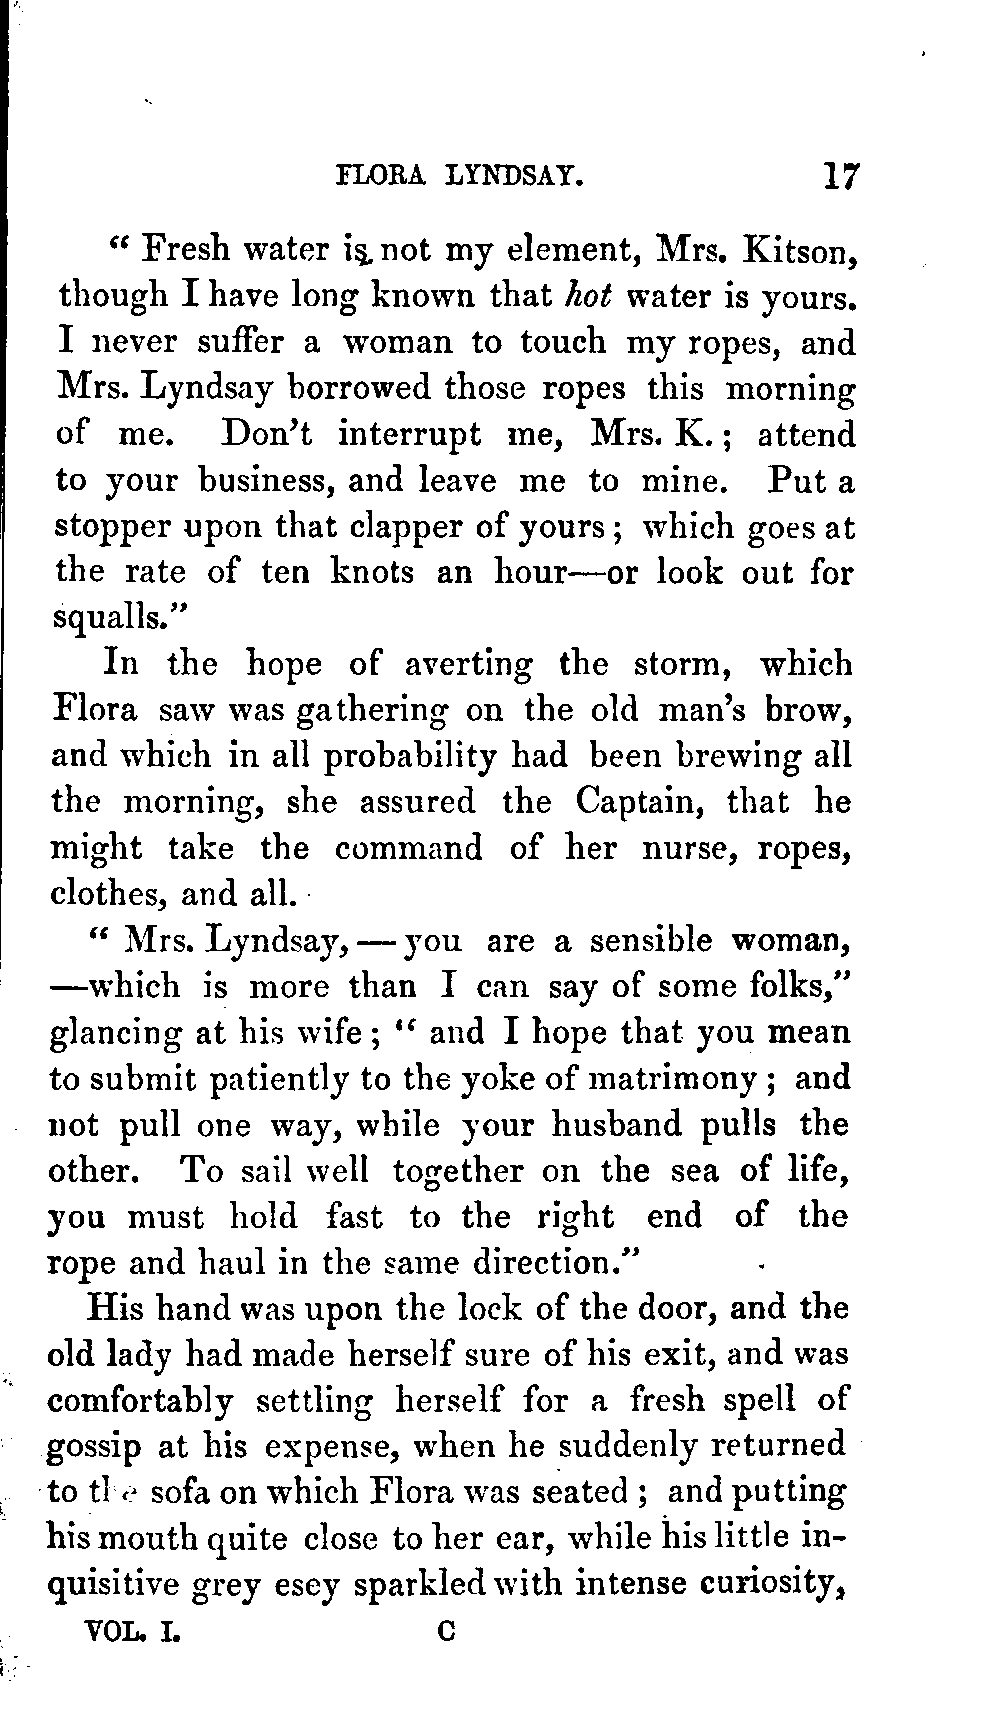 FLORA LYNDSAY. 17
“ Fresh water is not my element, Mrs. Kitson,
though I have long known that hot water is yours.
I never suffer a woman to touch my ropes, and
Mrs. Lyndsay borrowed those ropes this morning
of me. Don’t interrupt me, Mrs. K. ; attend
to your business, and leave me to mine. Put a
stopper upon that clapper of yours ; which goes at
the rate of ten knots an hour—or look out for
squalls.”
In the hope of averting the storm, which
Flora saw was gathering on the old man’s brow,
and which in all probability had been brewing all
the morning, she assured the Captain, that he
might take the command of her nurse, ropes,
clothes, and all.
“ Mrs. Lyndsay, — you are a sensible woman,
—which is more than I can say of some folks,”
glancing at his wife ; “ and I hope that you mean
to submit patiently to the yoke of matrimony ; and
not pull one way, while your husband pulls the
other. To sail well together on the sea of life,
you must hold fast to the right end of the
rope and haul in the same direction.”
His hand was upon the lock of the door, and the
old lady had made herself sure of his exit, and was
comfortably settling herself for a fresh spell of
gossip at his expense, when he suddenly returned
to the sofa on which Flora was seated ; and putting
his mouth quite close to her ear, while his little in-
quisitive grey esey sparkled with intense curiosity,
VOL. I. C